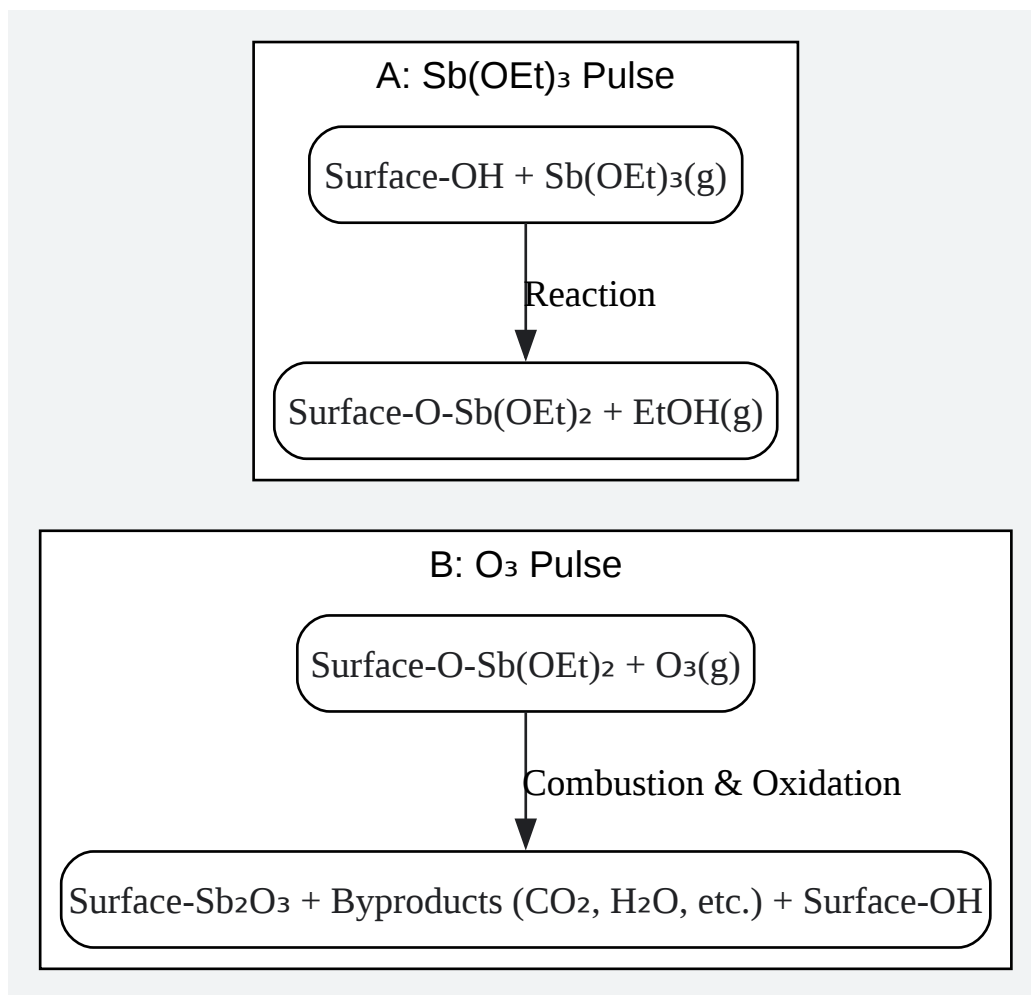 A: Sb(OEt)₃ Pulse
Surface-OH + Sb(OEt)₃(g)
Reaction
Surface-O-Sb(OEt)₂ + EtOH(g)
B: O₃ Pulse
Surface-O-Sb(OEt)₂ + O₃(g)
Combustion & Oxidation
Surface-Sb₂O₃ + Byproducts (CO₂, H₂O, etc.) + Surface-OH